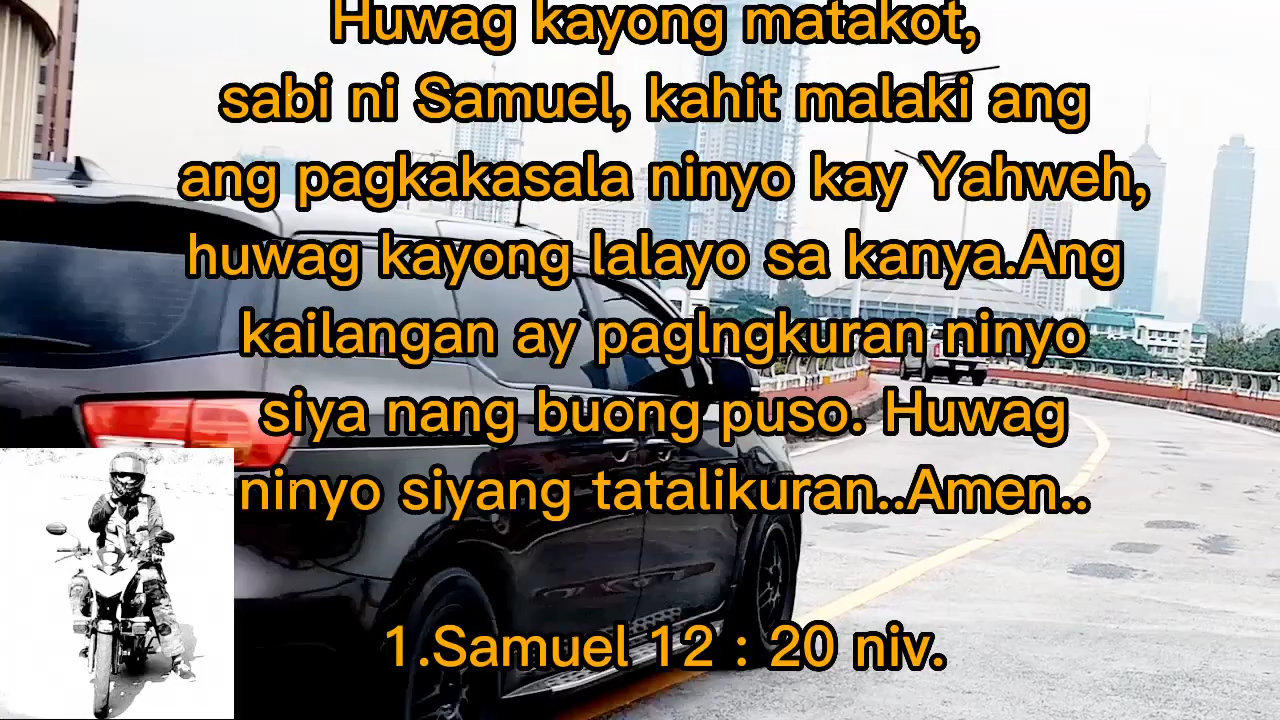 Huwag kayong matakot,
sabi ni Samuel, kahit malaki ang
ang pagkakasala ninyo kay Yahweh,
huwag kayong lalayo sa kanya.Ang
kailangan ay paglngkuran ninyo
siya nang buong puso. Huwag
ninyo siyang tatalikuran..Amen..
1.Samuel 12 : 20 niv.